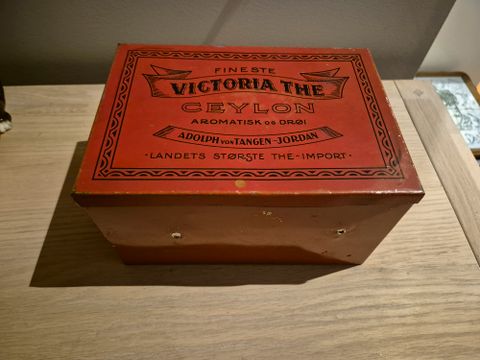 FINESTE
VICTORIA THE
CEYLON
AROMATISK OG DRØI
ADOLPH VON TANGEN-JORDAN
·LANDETS STØRSTE THE-IMPORT·